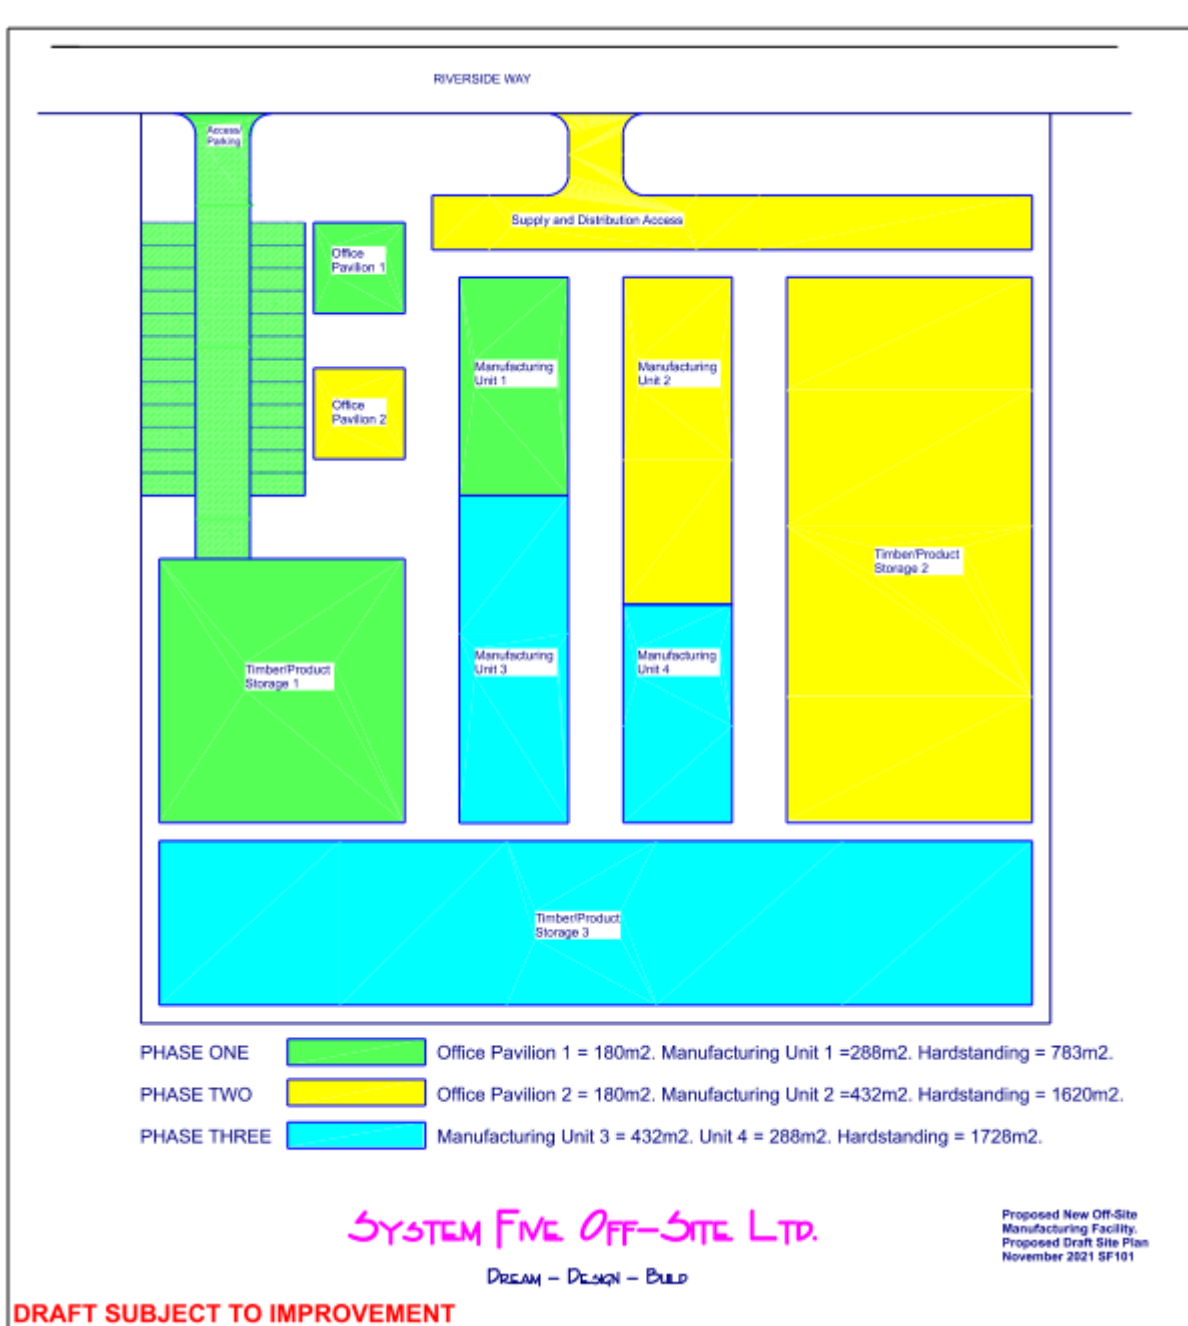 RIVERSIDE WAY
Access/
Parking
Supply and Distribution Access
Office
Pavilion 1
Manufacturing
Unit 1
Manufacturing
Unit 2
Office
Pavilion 2
Timber/Product
Storage 2
Manufacturing
Unit 3
Manufacturing
Unit 4
Timber/Product
Storage 1
Timber/Product
Storage 3
PHASE ONE Office Pavilion 1 = 180m2. Manufacturing Unit 1 =288m2. Hardstanding = 783m2.
PHASE TWO Office Pavilion 2 = 180m2. Manufacturing Unit 2 =432m2. Hardstanding = 1620m2.
PHASE THREE Manufacturing Unit 3 = 432m2. Unit 4 = 288m2. Hardstanding = 1728m2.
SYSTEM FIVE OFF-SITE LTD.
DREAM - DESIGN - BUILD
Proposed New Off-Site
Manufacturing Facility.
Proposed Draft Site Plan
November 2021 SF101
DRAFT SUBJECT TO IMPROVEMENT